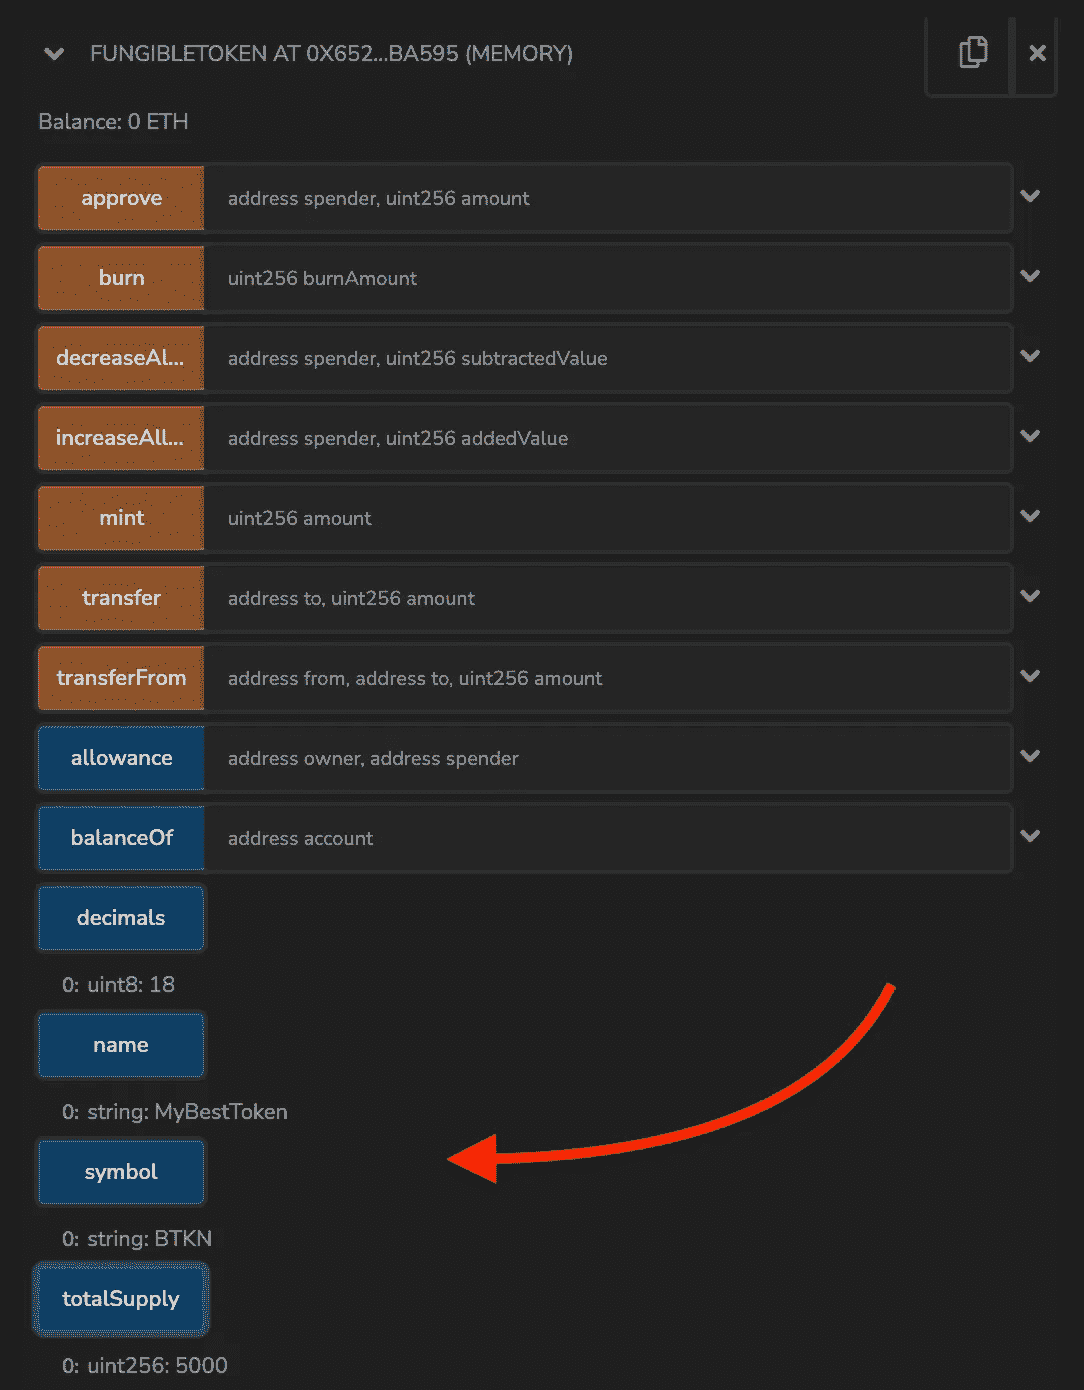 FUNGIBLETOKEN AT 0X652...BA595 (MEMORY)
Balance: 0 ETH
approve address spender, uint256 amount
burn uint256 burnAmount
decreaseAl... address spender, uint256 subtractedValue
increaseAll... address spender, uint256 addedValue
mint uint256 amount
transfer address to, uint256 amount
transferFrom address from, address to, uint256 amount
allowance address owner, address spender
balanceOf address account
decimals
0: uint8: 18
name
0: string: MyBestToken
symbol
0: string: BTKN
totalSupply
0: uint256: 5000